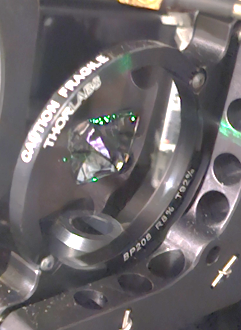 CAUTION FRAGILE
THORLABS
BP208 R8% T92%